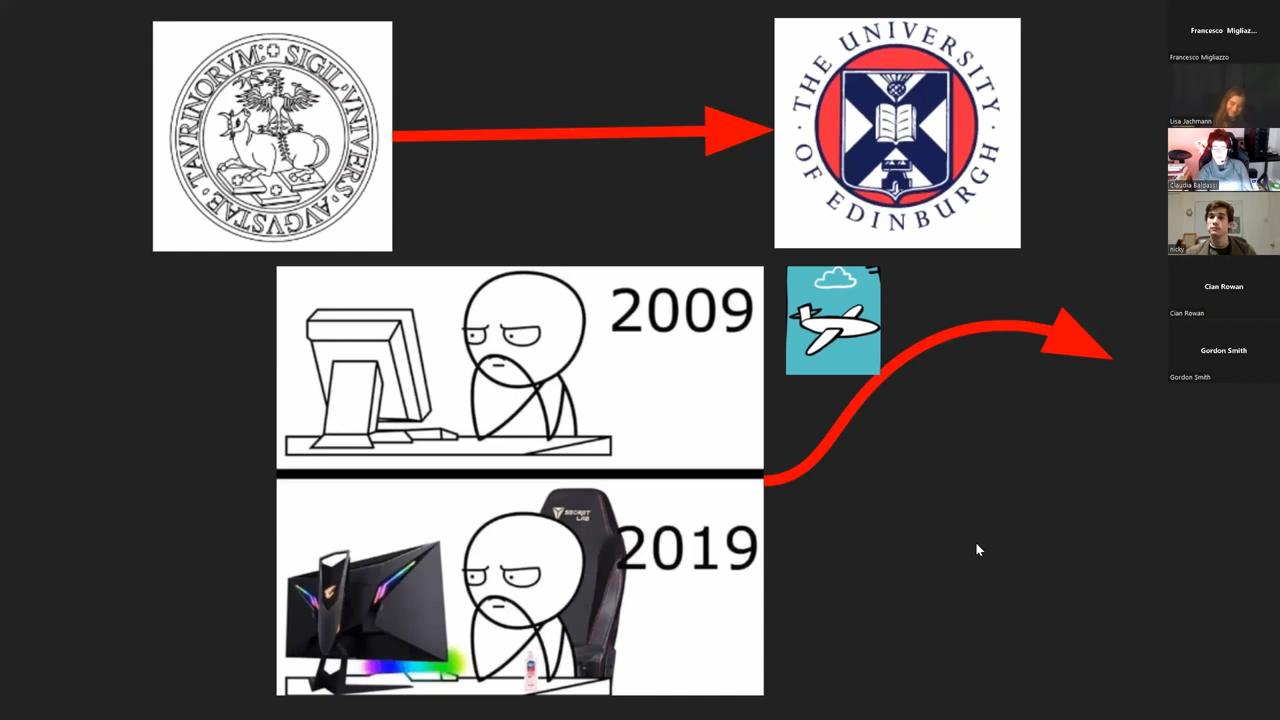 SIGIL·VNIVERS·AVGVSTAE·TAVRINORVM:
THE UNIVERSITY
· OF EDINBURGH ·
2009
SECRET
LAB
2019
Francesco Migliaz...
Francesco Migliazzo
Lisa Jachmann
Claudia Baldassi
nicky
Cian Rowan
Cian Rowan
Gordon Smith
Gordon Smith